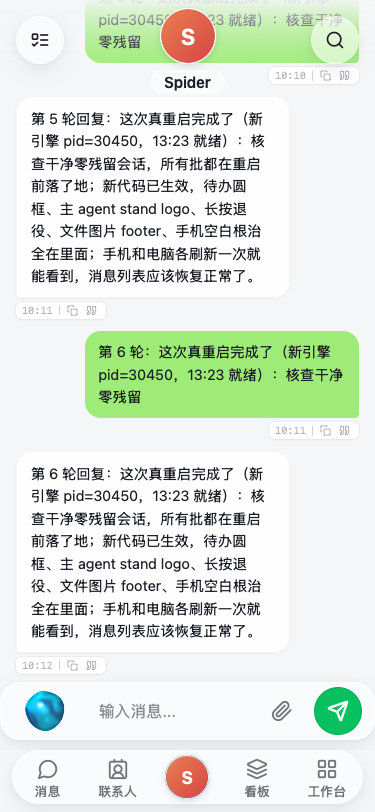 pid=30450, 13:23 就绪）：核查干净
零残留
S
10:10
Spider
第 5 轮回复：这次真重启完成了（新
引擎 pid=30450，13:23 就绪）：核
查干净零残留会话，所有批都在重启
前落了地；新代码已生效，待办圆
框、主 agent stand logo、长按退
役、文件图片 footer、手机空白根治
全在里面；手机和电脑各刷新一次就
能看到，消息列表应该恢复正常了。
10:11
第 6 轮：这次真重启完成了（新引擎
pid=30450，13:23 就绪）：核查干净
零残留
10:11
第 6 轮回复：这次真重启完成了（新
引擎 pid=30450，13:23 就绪）：核
查干净零残留会话，所有批都在重启
前落了地；新代码已生效，待办圆
框、主 agent stand logo、长按退
役、文件图片 footer、手机空白根治
全在里面；手机和电脑各刷新一次就
能看到，消息列表应该恢复正常了。
10:12
输入消息...
S
消息
联系人
看板
工作台